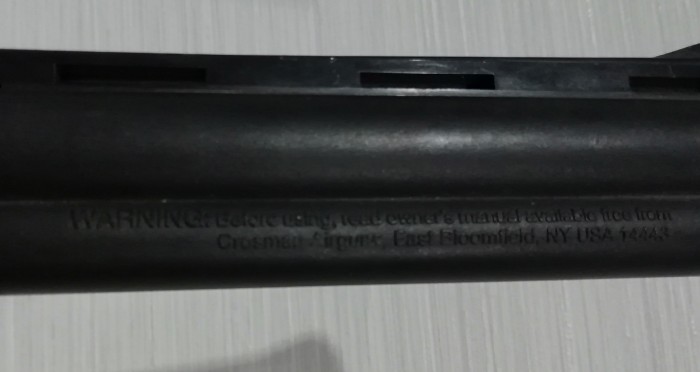 WARNING: Before using, read owner's manual available free from
Crosman Airguns, East Bloomfield, NY USA 14443